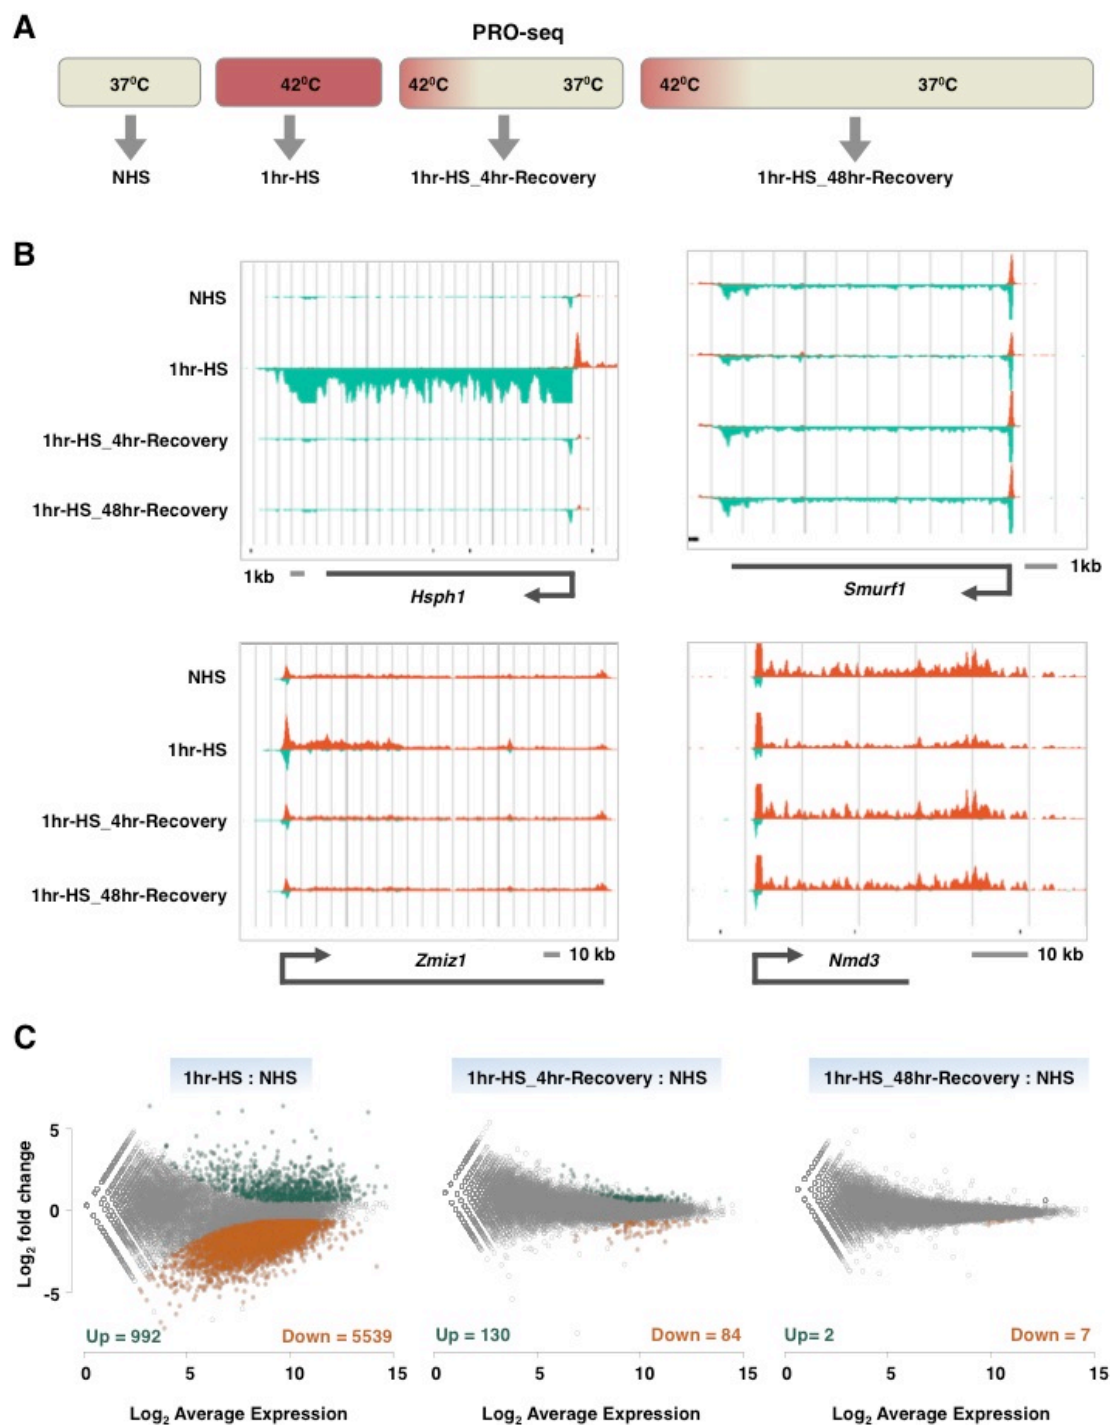 A
PRO-seq
37⁰C 42⁰C 42⁰C 37⁰C 42⁰C 37⁰C
NHS 1hr-HS 1hr-HS_4hr-Recovery 1hr-HS_48hr-Recovery
B
NHS
1hr-HS
1hr-HS_4hr-Recovery
1hr-HS_48hr-Recovery
1kb
Hsph1
Smurf1
1kb
NHS
1hr-HS
1hr-HS_4hr-Recovery
1hr-HS_48hr-Recovery
Zmiz1
10 kb
Nmd3
10 kb
C
1hr-HS : NHS
1hr-HS_4hr-Recovery : NHS
1hr-HS_48hr-Recovery : NHS
Log₂ fold change
5
0
-5
Up = 992 Down = 5539
Up = 130 Down = 84
Up= 2 Down = 7
0 5 10 15
0 5 10 15
0 5 10 15
Log₂ Average Expression
Log₂ Average Expression
Log₂ Average Expression